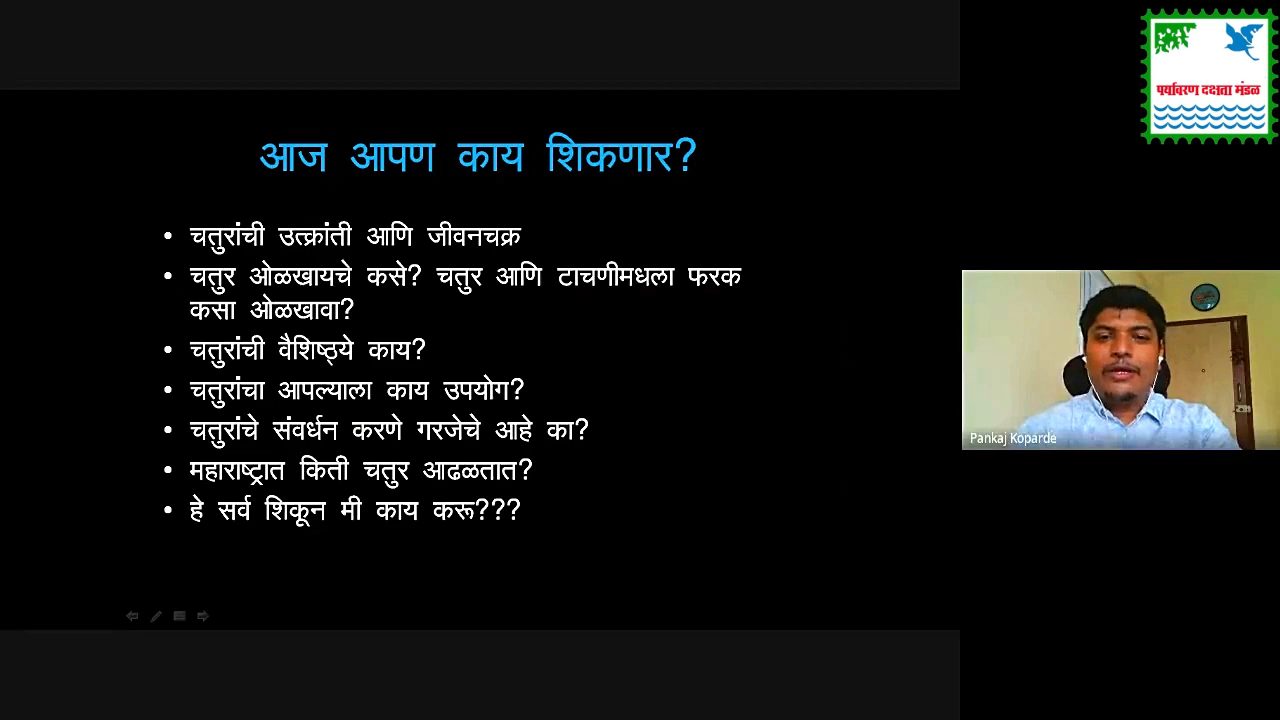 पर्यावरण दक्षता मंडळ
आज आपण काय शिकणार?
• चतुरांची उत्क्रांती आणि जीवनचक्र
• चतुर ओळखायचे कसे? चतुर आणि टाचणीमधला फरक
कसा ओळखावा?
• चतुरांची वैशिष्ठ्ये काय?
• चतुरांचा आपल्याला काय उपयोग?
• चतुरांचे संवर्धन करणे गरजेचे आहे का?
• महाराष्ट्रात किती चतुर आढळतात?
• हे सर्व शिकून मी काय करू???
Pankaj Koparde